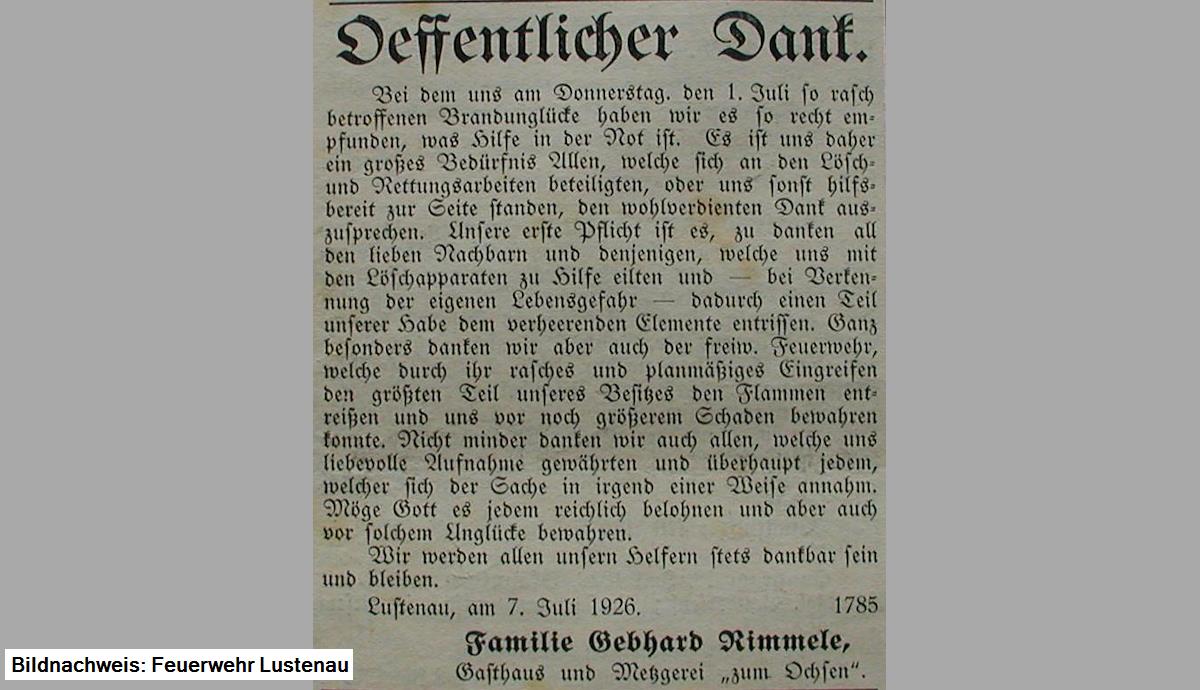 Oeffentlicher Dank.
Bei dem uns am Donnerstag. den 1. Juli so rasch
betroffenen Brandunglücke haben wir es so recht em-
pfunden, was Hilfe in der Not ist. Es ist uns daher
ein großes Bedürfnis Allen, welche sich an den Lösch-
und Rettungsarbeiten beteiligten, oder uns sonst hilfs-
bereit zur Seite standen, den wohlverdienten Dank aus-
zusprechen. Unsere erste Pflicht ist es, zu danken all
den lieben Nachbarn und denjenigen, welche uns mit
den Löschapparaten zu Hilfe eilten und — bei Verken-
nung der eigenen Lebensgefahr — dadurch einen Teil
unserer Habe dem verheerenden Elemente entrissen. Ganz
besonders danken wir aber auch der freiw. Feuerwehr,
welche durch ihr rasches und planmäßiges Eingreifen
den größten Teil unseres Besitzes den Flammen ent-
reißen und uns vor noch größerem Schaden bewahren
konnte. Nicht minder danken wir auch allen, welche uns
liebevolle Aufnahme gewährten und überhaupt jedem,
welcher sich der Sache in irgend einer Weise annahm.
Möge Gott es jedem reichlich belohnen und aber auch
vor solchem Unglücke bewahren.
Wir werden allen unsern Helfern stets dankbar sein
und bleiben.
Lustenau, am 7. Juli 1926. 1785
Familie Gebhard Rimmele,
Gasthaus und Metzgerei „zum Ochsen“.
Bildnachweis: Feuerwehr Lustenau